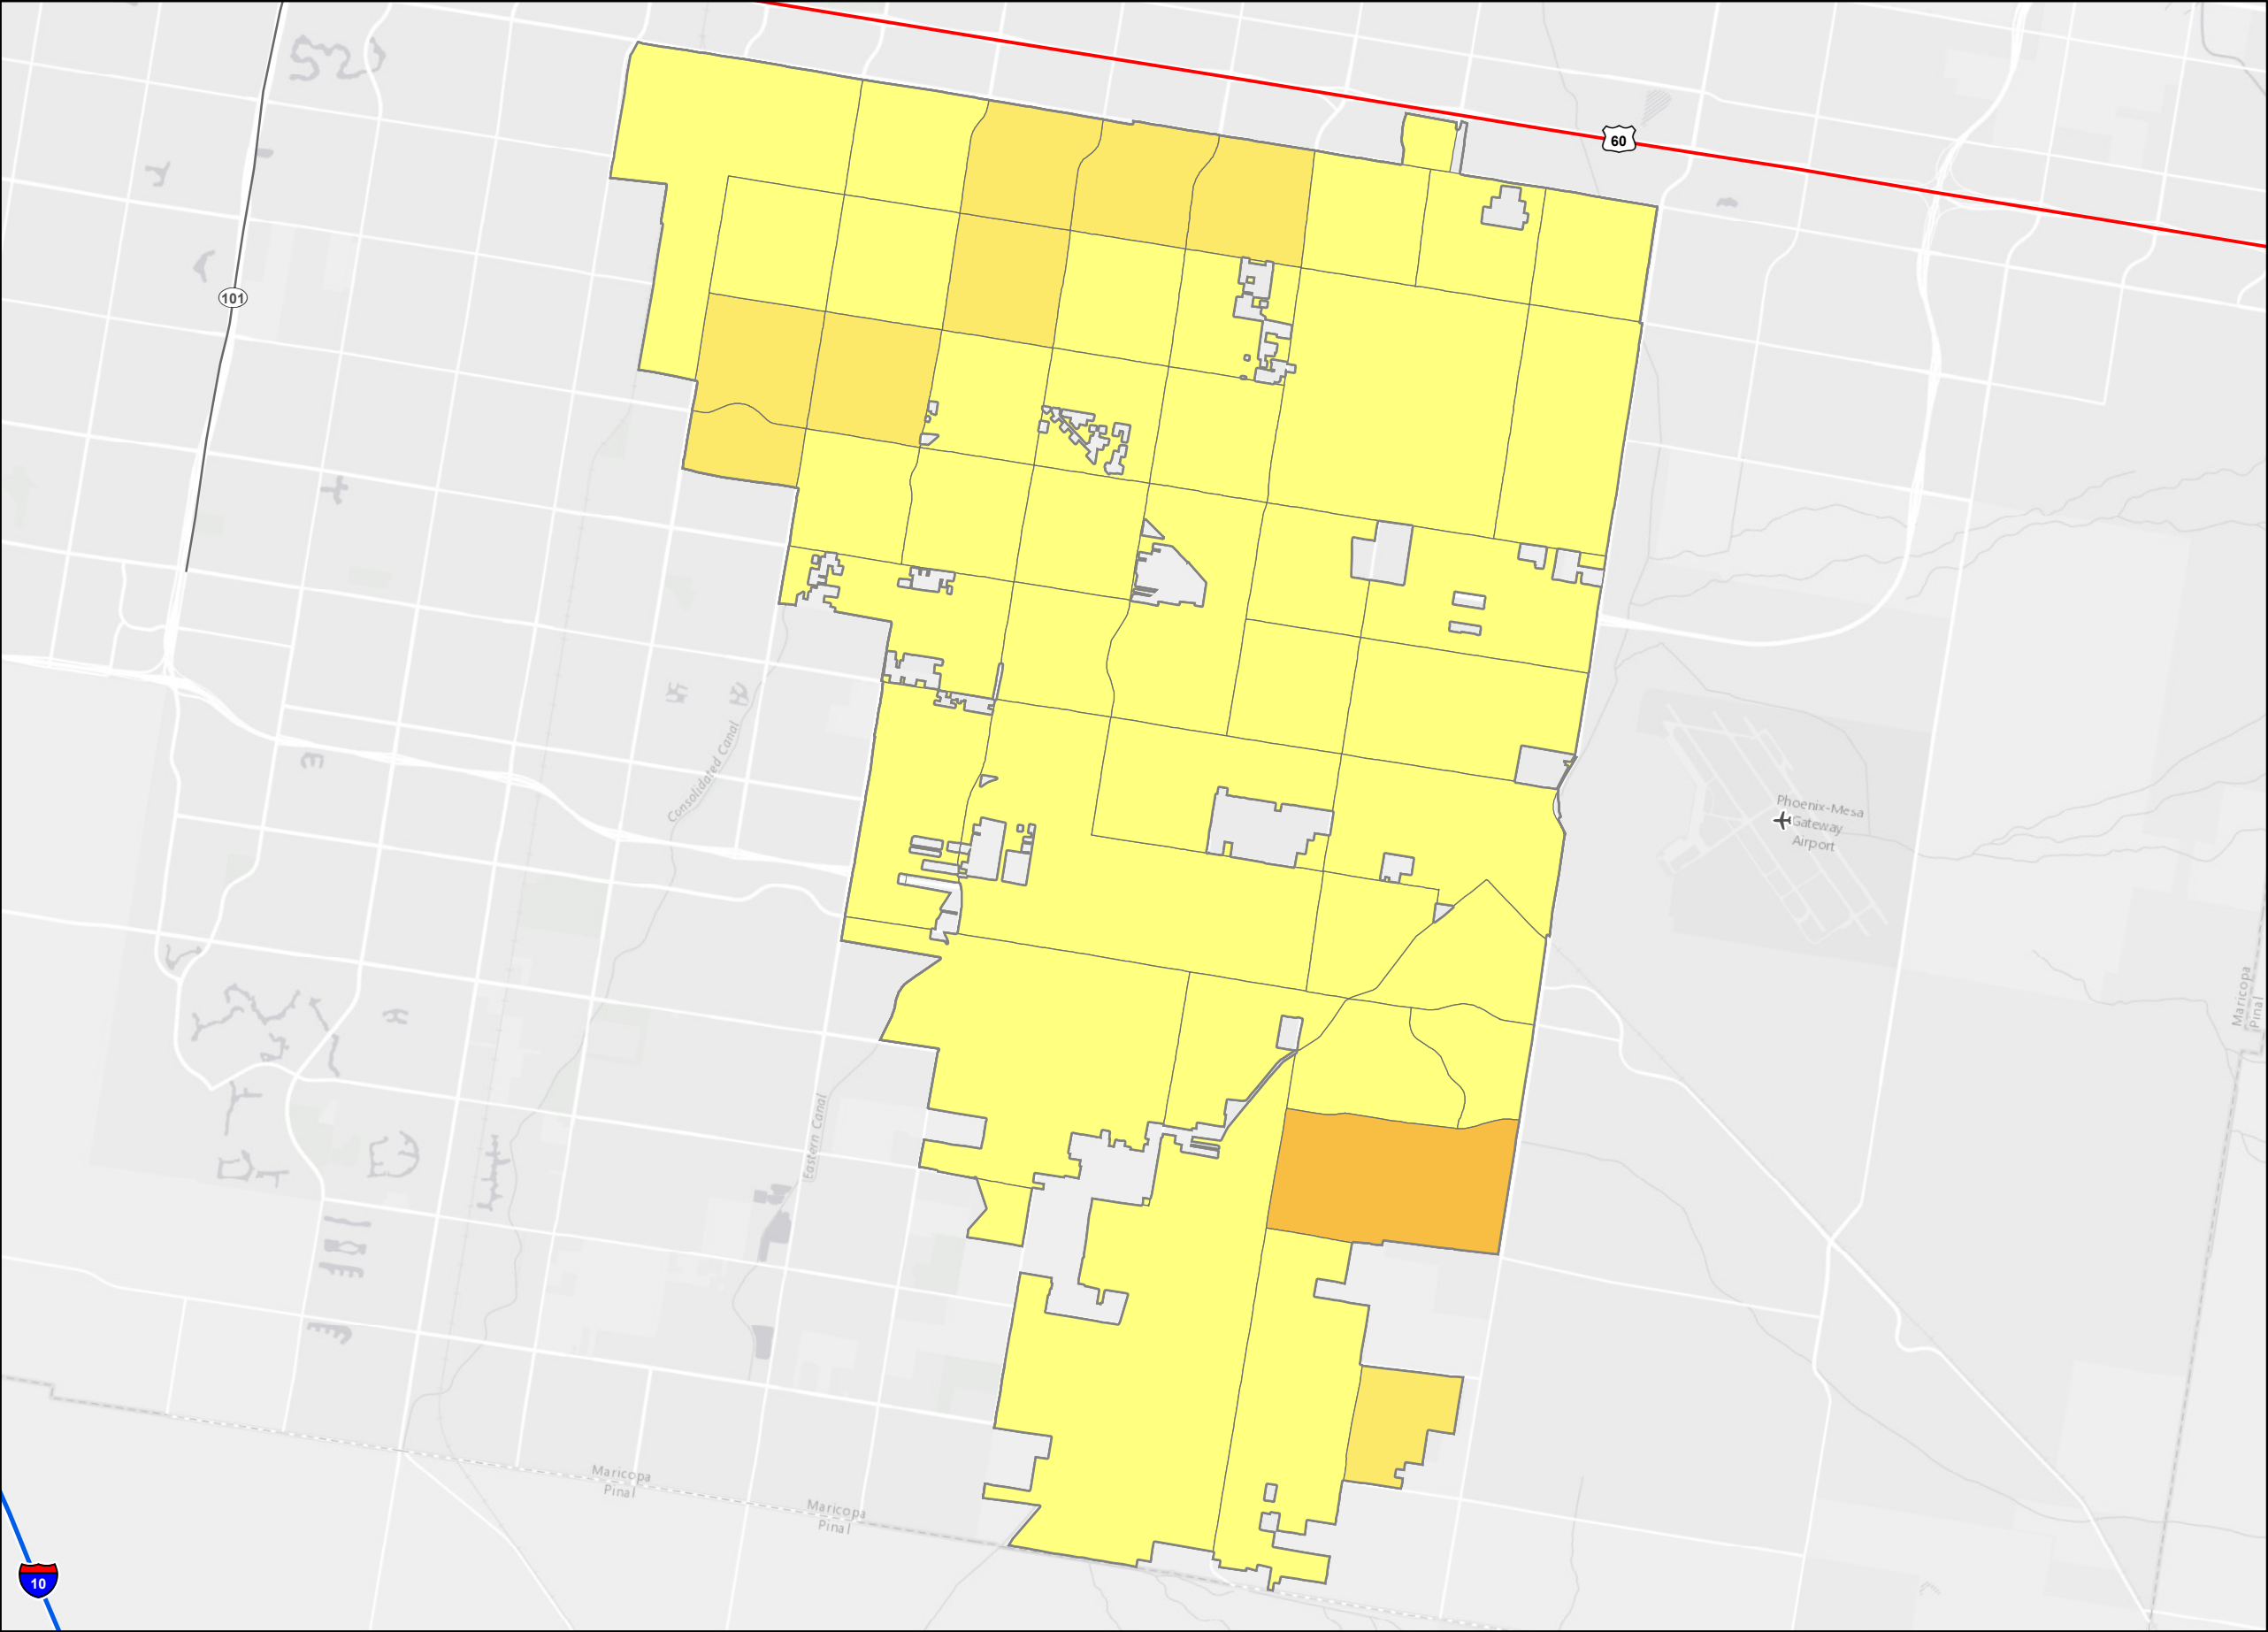 60
101
Consolidated Canal
Phoenix-Mesa
Gateway
Airport
Maricopa
Pinal
Eastern Canal
Maricopa
Pinal
Maricopa
Pinal
10